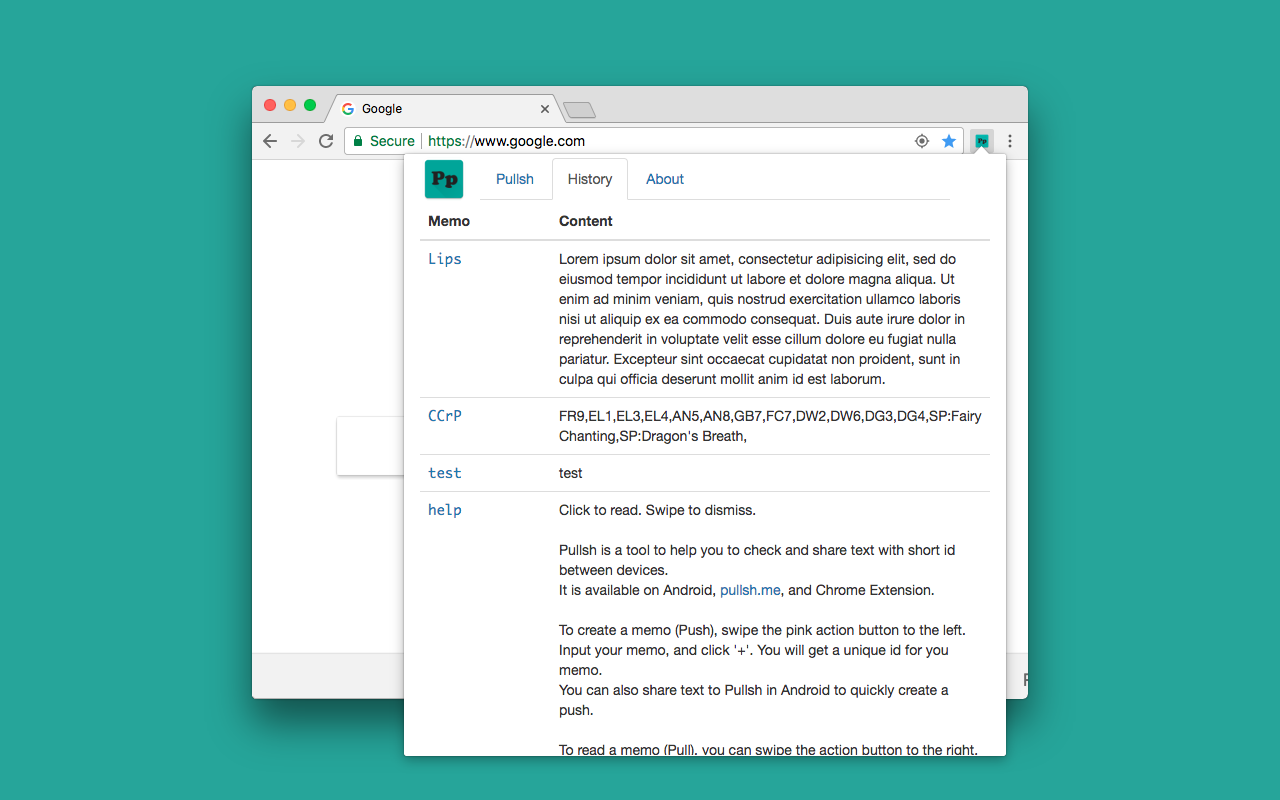 Google
Secure https://www.google.com
Pp
Pp Pullsh History About
Memo Content
Lips Lorem ipsum dolor sit amet, consectetur adipisicing elit, sed do
eiusmod tempor incididunt ut labore et dolore magna aliqua. Ut
enim ad minim veniam, quis nostrud exercitation ullamco laboris
nisi ut aliquip ex ea commodo consequat. Duis aute irure dolor in
reprehenderit in voluptate velit esse cillum dolore eu fugiat nulla
pariatur. Excepteur sint occaecat cupidatat non proident, sunt in
culpa qui officia deserunt mollit anim id est laborum.
CCrP FR9,EL1,EL3,EL4,AN5,AN8,GB7,FC7,DW2,DW6,DG3,DG4,SP:Fairy
Chanting,SP:Dragon's Breath,
test test
help Click to read. Swipe to dismiss.
Pullsh is a tool to help you to check and share text with short id
between devices.
It is available on Android, pullsh.me, and Chrome Extension.
To create a memo (Push), swipe the pink action button to the left.
Input your memo, and click '+'. You will get a unique id for you
memo.
You can also share text to Pullsh in Android to quickly create a
push.
To read a memo (Pull), you can swipe the action button to the right.